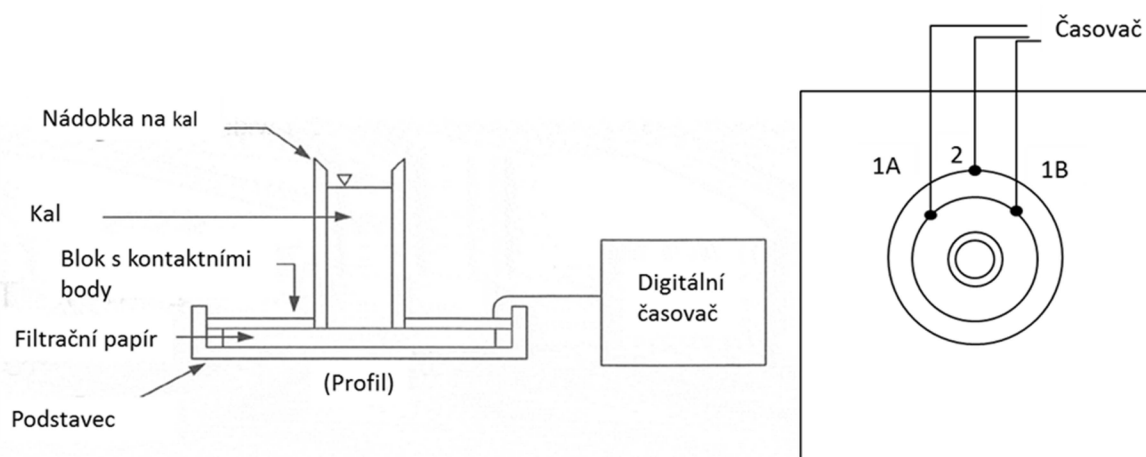 Nádobka na kal
Kal
Blok s kontaktními
body
Filtrační papír
Podstavec
(Profil)
Digitální
časovač
Časovač
1A
2
1B